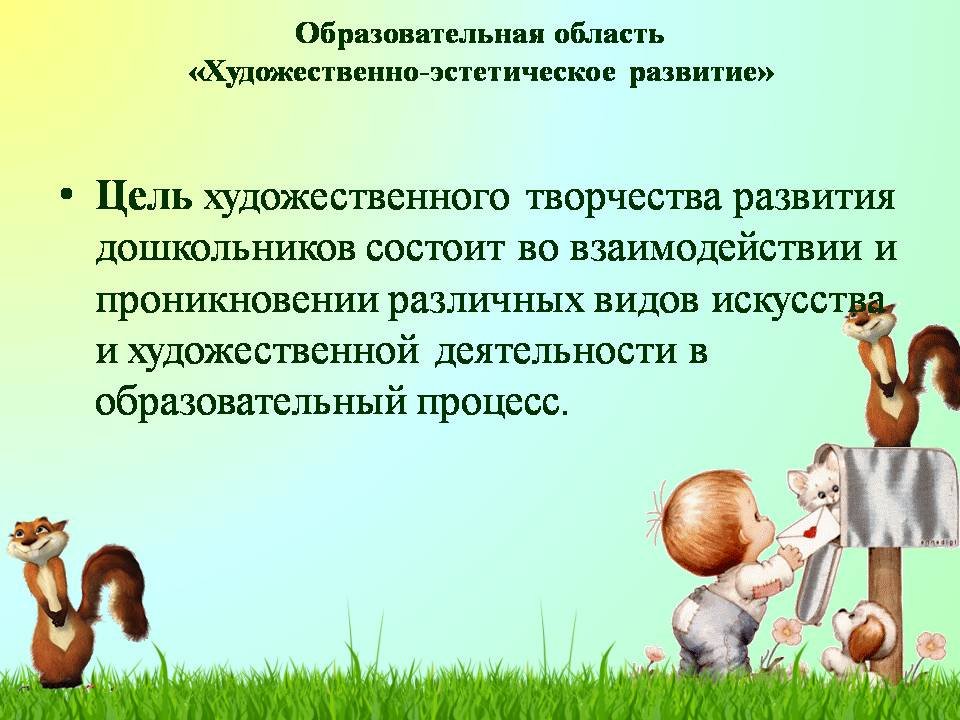 Образовательная область
«Художественно-эстетическое развитие»
• Цель художественного творчества развития
дошкольников состоит во взаимодействии и
проникновении различных видов искусства
и художественной деятельности в
образовательный процесс.